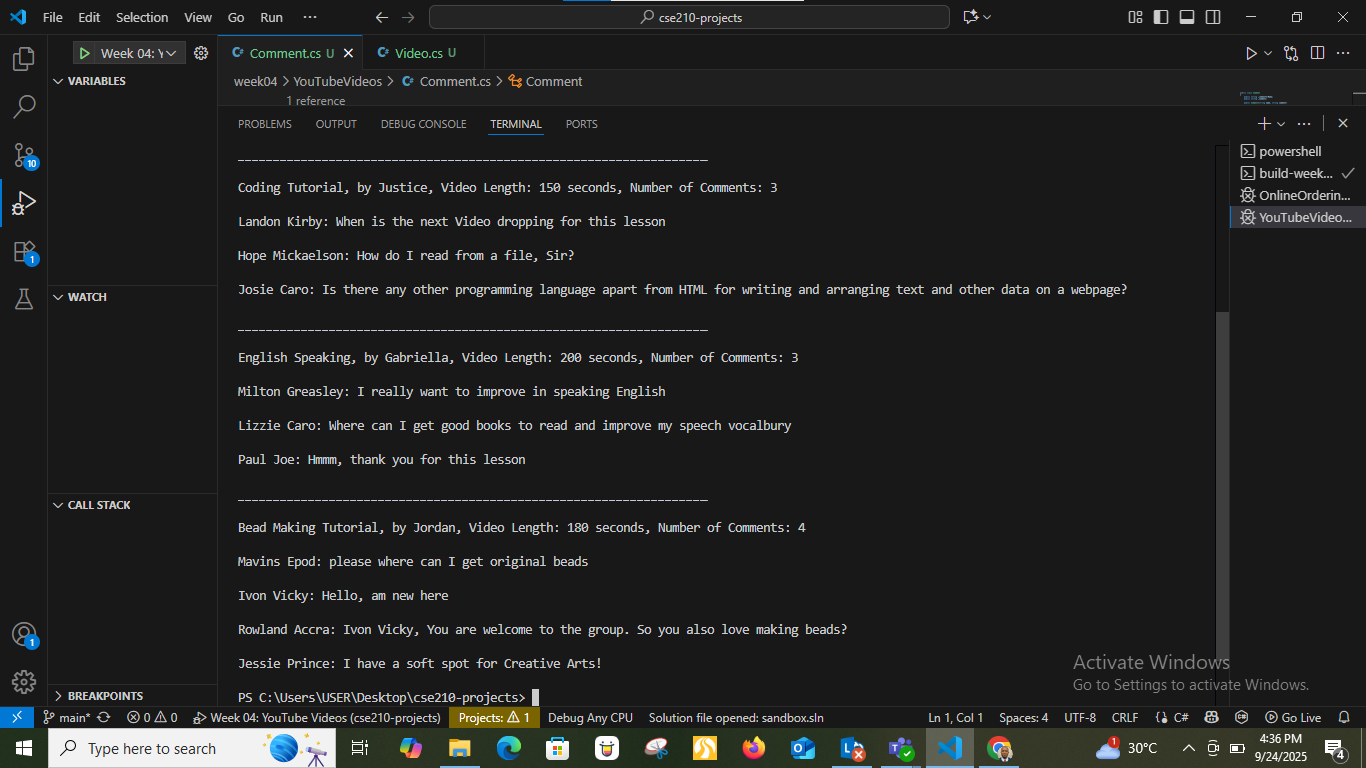 File Edit Selection View Go Run ··· cse210-projects
Week 04: Y
Comment.cs U
Video.cs U
VARIABLES
week04 > YouTubeVideos > Comment.cs > Comment
1 reference
PROBLEMS OUTPUT DEBUG CONSOLE TERMINAL PORTS
powershell
build-week...
OnlineOrderin...
YouTubeVideo...
____________________________________________________________________
Coding Tutorial, by Justice, Video Length: 150 seconds, Number of Comments: 3
Landon Kirby: When is the next Video dropping for this lesson
Hope Mickaelson: How do I read from a file, Sir?
Josie Caro: Is there any other programming language apart from HTML for writing and arranging text and other data on a webpage?
____________________________________________________________________
English Speaking, by Gabriella, Video Length: 200 seconds, Number of Comments: 3
Milton Greasley: I really want to improve in speaking English
Lizzie Caro: Where can I get good books to read and improve my speech vocalbury
Paul Joe: Hmmm, thank you for this lesson
____________________________________________________________________
Bead Making Tutorial, by Jordan, Video Length: 180 seconds, Number of Comments: 4
Mavins Epod: please where can I get original beads
Ivon Vicky: Hello, am new here
Rowland Accra: Ivon Vicky, You are welcome to the group. So you also love making beads?
Jessie Prince: I have a soft spot for Creative Arts!
PS C:\Users\USER\Desktop\cse210-projects>
WATCH
CALL STACK
BREAKPOINTS
10
1
1
Activate Windows
Go to Settings to activate Windows.
main* 0 0 Week 04: YouTube Videos (cse210-projects) Projects: 1 Debug Any CPU Solution file opened: sandbox.sln Ln 1, Col 1 Spaces: 4 UTF-8 CRLF {} C# Go Live
Type here to search
1 30°C
4:36 PM
9/24/2025
4